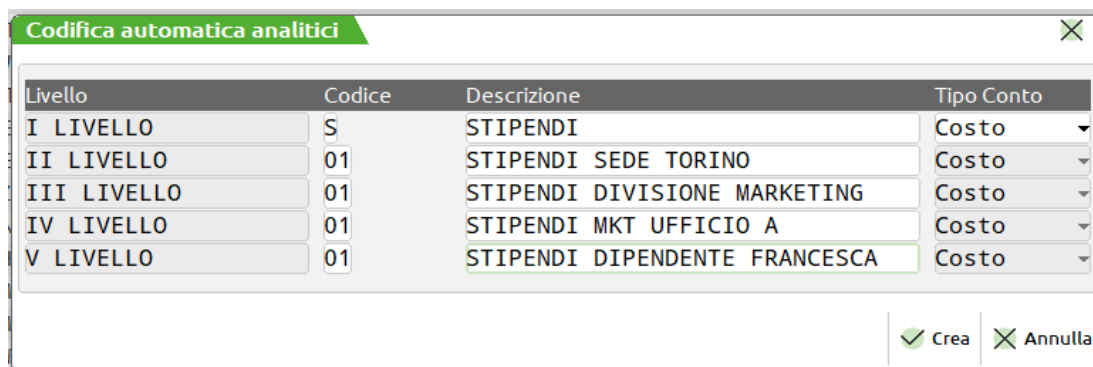 Codifica automatica analitici
Livello Codice Descrizione Tipo Conto
I LIVELLO S STIPENDI Costo
II LIVELLO 01 STIPENDI SEDE TORINO Costo
III LIVELLO 01 STIPENDI DIVISIONE MARKETING Costo
IV LIVELLO 01 STIPENDI MKT UFFICIO A Costo
V LIVELLO 01 STIPENDI DIPENDENTE FRANCESCA Costo
Crea Annulla